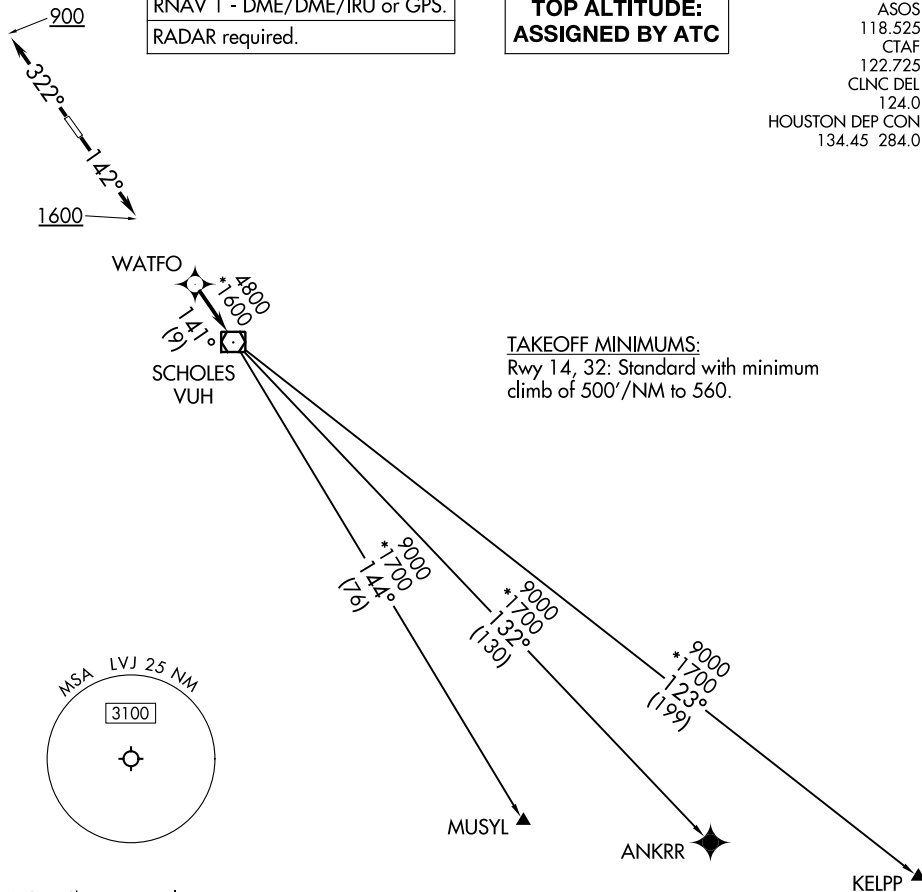 900
RNAV 1 - DME/DME/IRU or GPS.
RADAR required.
TOP ALTITUDE:
ASSIGNED BY ATC
ASOS
118.525
CTAF
122.725
CLNC DEL
124.0
HOUSTON DEP CON
134.45 284.0
322°
142°
1600
WATFO
4800
*1600
141°
(9)
SCHOLES
VUH
TAKEOFF MINIMUMS:
Rwy 14, 32: Standard with minimum
climb of 500'/NM to 560.
9000
*1700
144°
(76)
9000
*1700
132°
(130)
9000
*1700
123°
(199)
MSA LVJ 25 NM
3100
MUSYL
ANKRR
KELPP